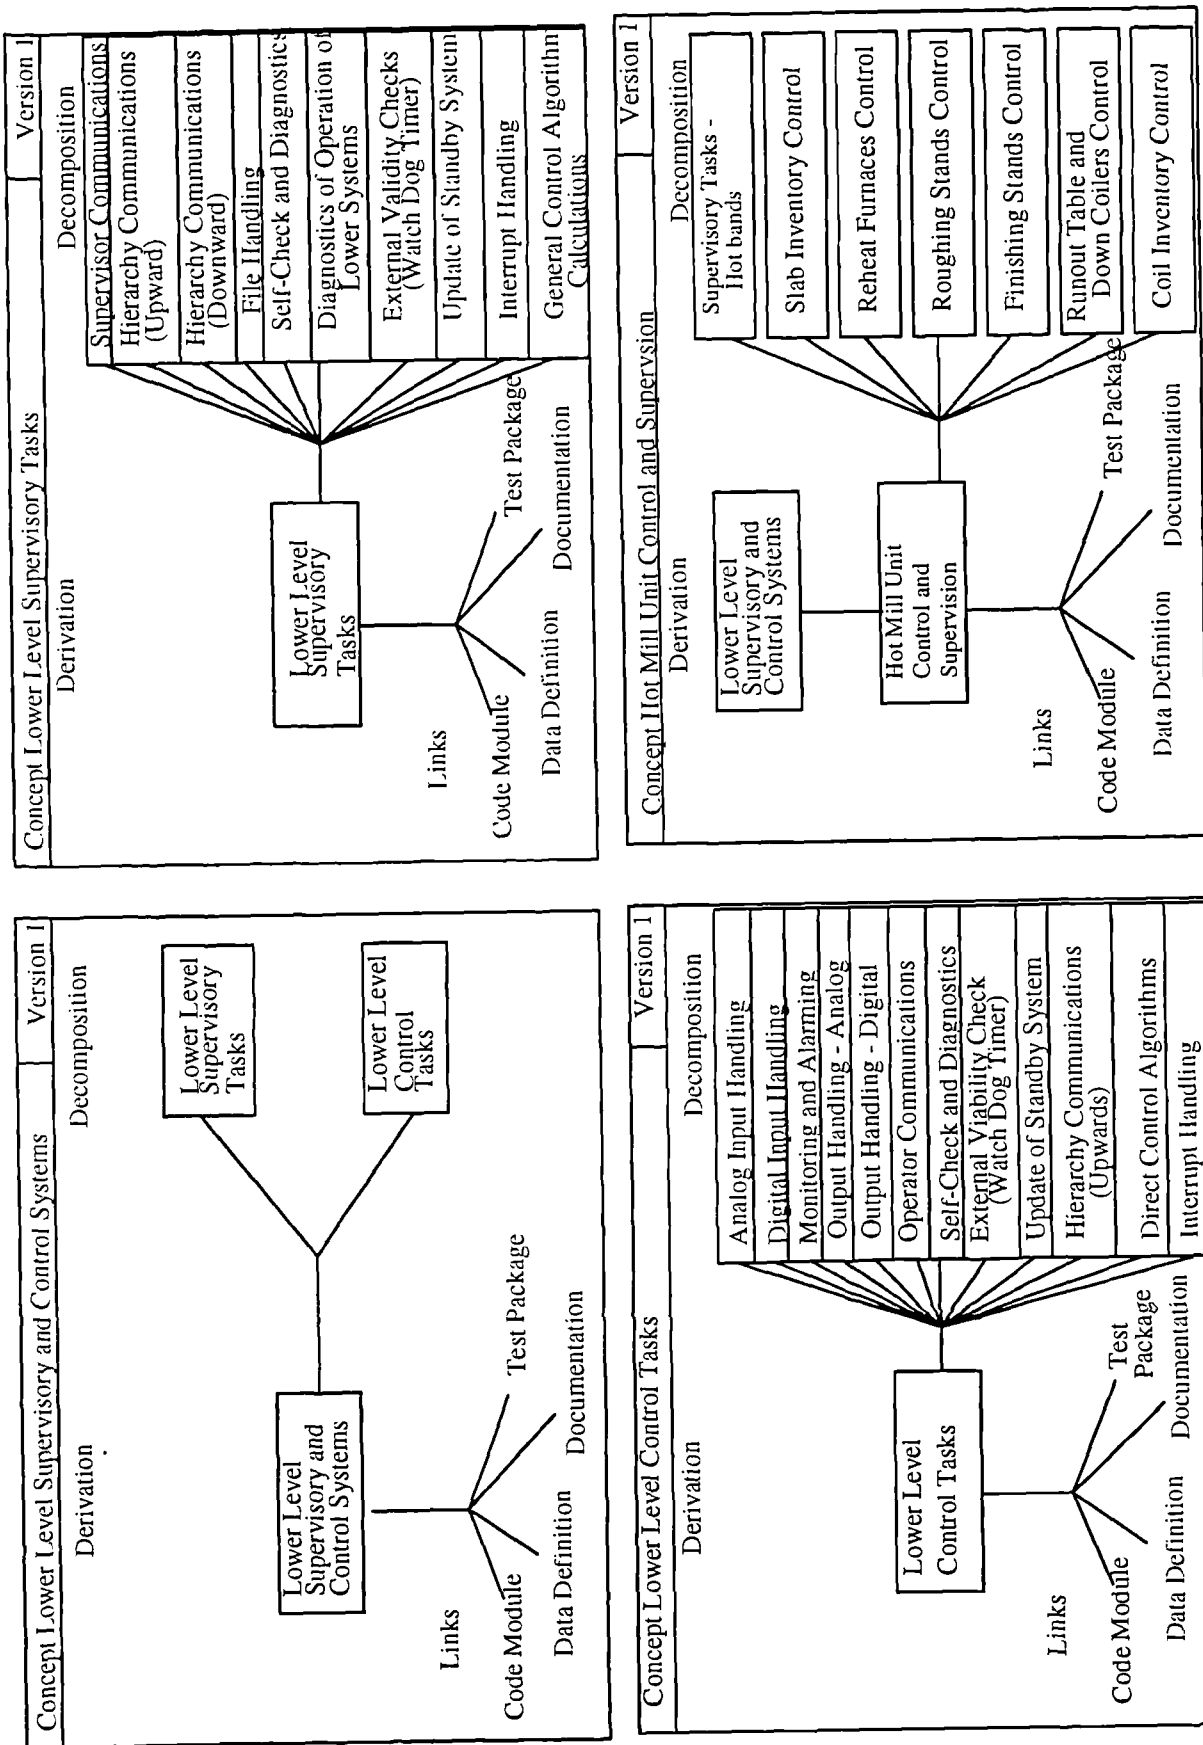 Concept Lower Level Supervisory and Control Systems
Version 1
Derivation
Decomposition
Lower Level
Supervisory and
Control Systems
Lower Level
Supervisory
Tasks
Lower Level
Control
Tasks
Links
Code Module
Data Definition
Documentation
Test Package
Concept Lower Level Supervisory Tasks
Version 1
Derivation
Decomposition
Supervisor Communications
Hierarchy Communications
(Upward)
Hierarchy Communications
(Downward)
File Handling
Self-Check and Diagnostics
Diagnostics of Operation of
Lower Systems
External Validity Checks
(Watch Dog Timer)
Update of Standby System
Interrupt Handling
General Control Algorithm
Calculations
Lower Level
Supervisory
Tasks
Links
Code Module
Data Definition
Documentation
Test Package
Concept Lower Level Control Tasks
Version 1
Derivation
Decomposition
Analog Input Handling
Digital Input Handling
Monitoring and Alarming
Output Handling - Analog
Output Handling - Digital
Operator Communications
Self-Check and Diagnostics
External Viability Check
(Watch Dog Timer)
Update of Standby System
Hierarchy Communications
(Upwards)
Direct Control Algorithms
Interrupt Handling
Lower Level
Control Tasks
Links
Code Module
Data Definition
Documentation
Test
Package
Concept Hot Mill Unit Control and Supervsion
Version 1
Derivation
Decomposition
Lower Level
Supervisory and
Control Systems
Hot Mill Unit
Control and
Supervision
Supervisory Tasks -
Hot bands
Slab Inventory Control
Reheat Furnaces Control
Roughing Stands Control
Finishing Stands Control
Runout Table and
Down Coilers Control
Coil Inventory Control
Links
Code Module
Data Definition
Documentation
Test Package